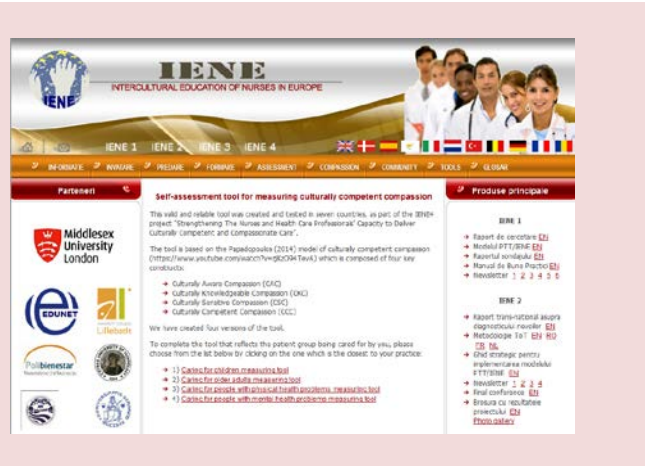 IENE
INTERCULTURAL EDUCATION OF NURSES IN EUROPE
IENE
IENE 1 IENE 2 IENE 3 IENE 4
INFORMATII INVATARE PREDARE FORMARE ASSESSMENT COMPASSION COMMUNITY TOOLS GLOSAR
Parteneri
Middlesex
University
London
EDUNET
Lillebælt
Polibienestar
Self-assessment tool for measuring culturally competent compassion
This valid and reliable tool was created and tested in seven countries, as part of the IENE4
project "Strengthening The Nurses and Health Care Professionals' Capacity to Deliver
Culturally Competent and Compassionate Care".
The tool is based on the Papadopoulos (2014) model of culturally competent compassion
which is composed of four key
constructs:
Culturally Aware Compassion (CAC)
Culturally Knowledgeable Compassion (CKC)
Culturally Sensitive Compassion (CSC)
Culturally Competent Compassion (CCC)
We have created four versions of the tool.
To complete the tool that reflects the patient group being cared for by you, please
choose from the list below by clicking on the one which is the closest to your practice:
1) Caring for children measuring tool
2) Caring for older adults measuring tool
3) Caring for people with physical health problems measuring tool
4) Caring for people with mental health problems measuring tool
Produse principale
IENE 1
Raport de cercetare EN
Modelul PTT/IENE EN
Raportul sondajului EN
Manual de Bune Practici EN
Newsletter 1 2 3 4 5 6
IENE 2
Raport trans-national asupra
diagnosticului nevoilor EN
Metodologie ToT EN RO
TR NL
Ghid strategic pentru
implementarea modelului
PTT/IENE EN
Newsletter 1 2 3 4
Final conference EN
Brosura cu rezultatele
proiectului EN
Photo gallery